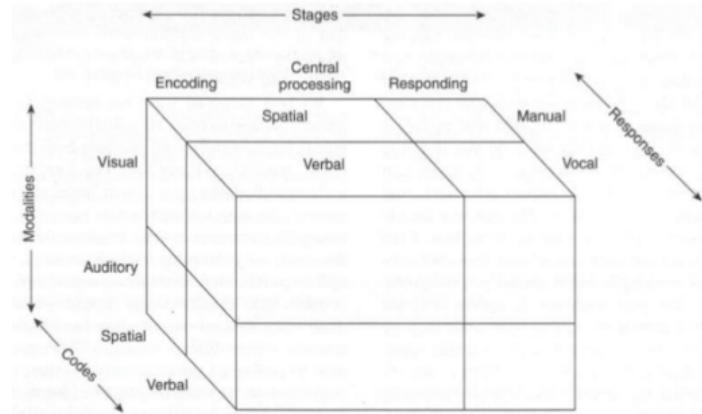 Stages
Encoding
Central
processing
Responding
Spatial
Manual
Visual
Verbal
Vocal
Responses
Modalities
Auditory
Spatial
Verbal
Codes